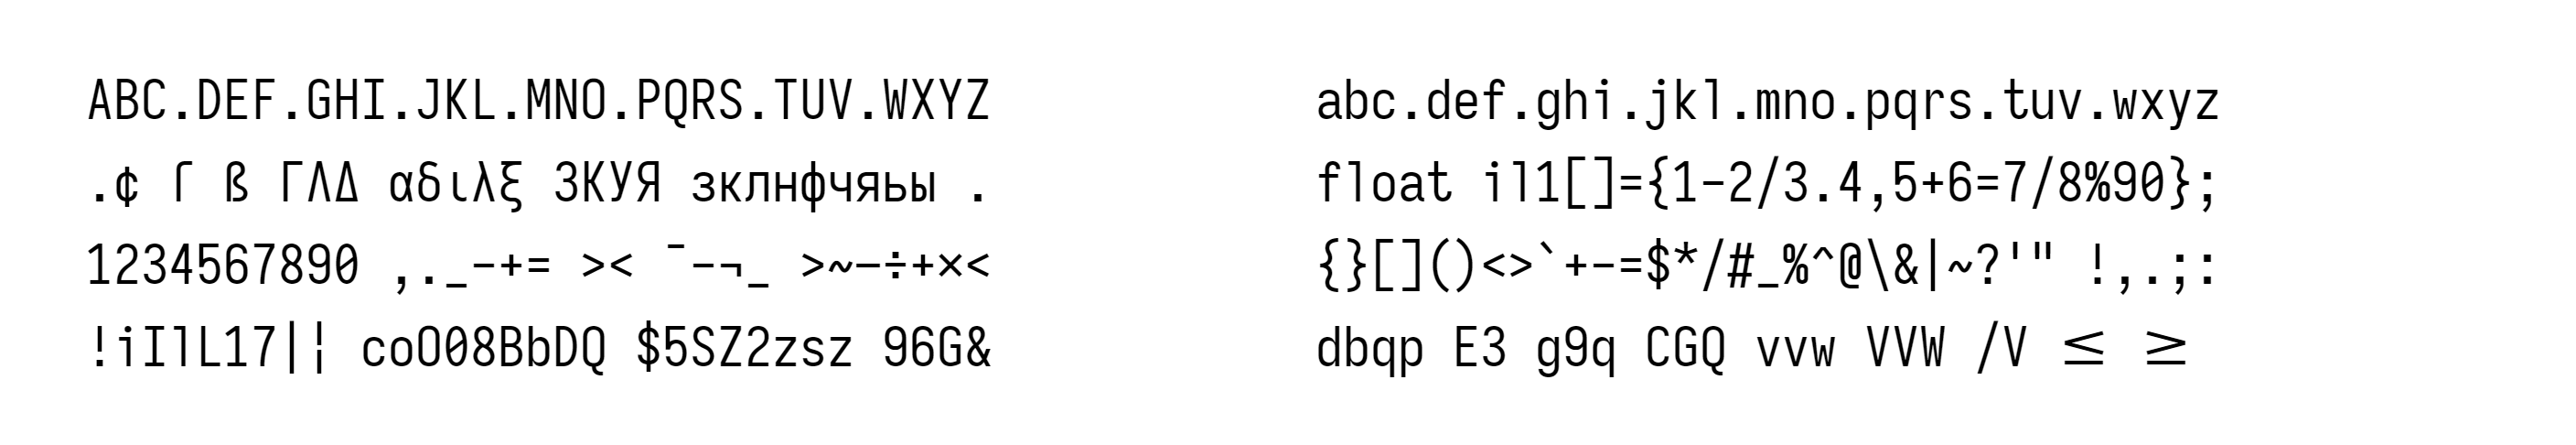 ABC.DEF.GHI.JKL.MNO.PQRS.TUV.WXYZ
.¢ ſ ß ΓΛΔ αδιλξ ЗКУЯ зклнфчяьы .
1234567890 ,._-+= >< ¯-¬_ >~–÷+×<
!iIlL17|¦ coO08BbDQ $5SZ2zsz 96G&
abc.def.ghi.jkl.mno.pqrs.tuv.wxyz
float il1[]={1-2/3.4,5+6=7/8%90};
{}[]()<>`+-=$*/#_%^@\&|~?'" !,.;:
dbqp E3 g9q CGQ vvw VVW /V ≤ ≥